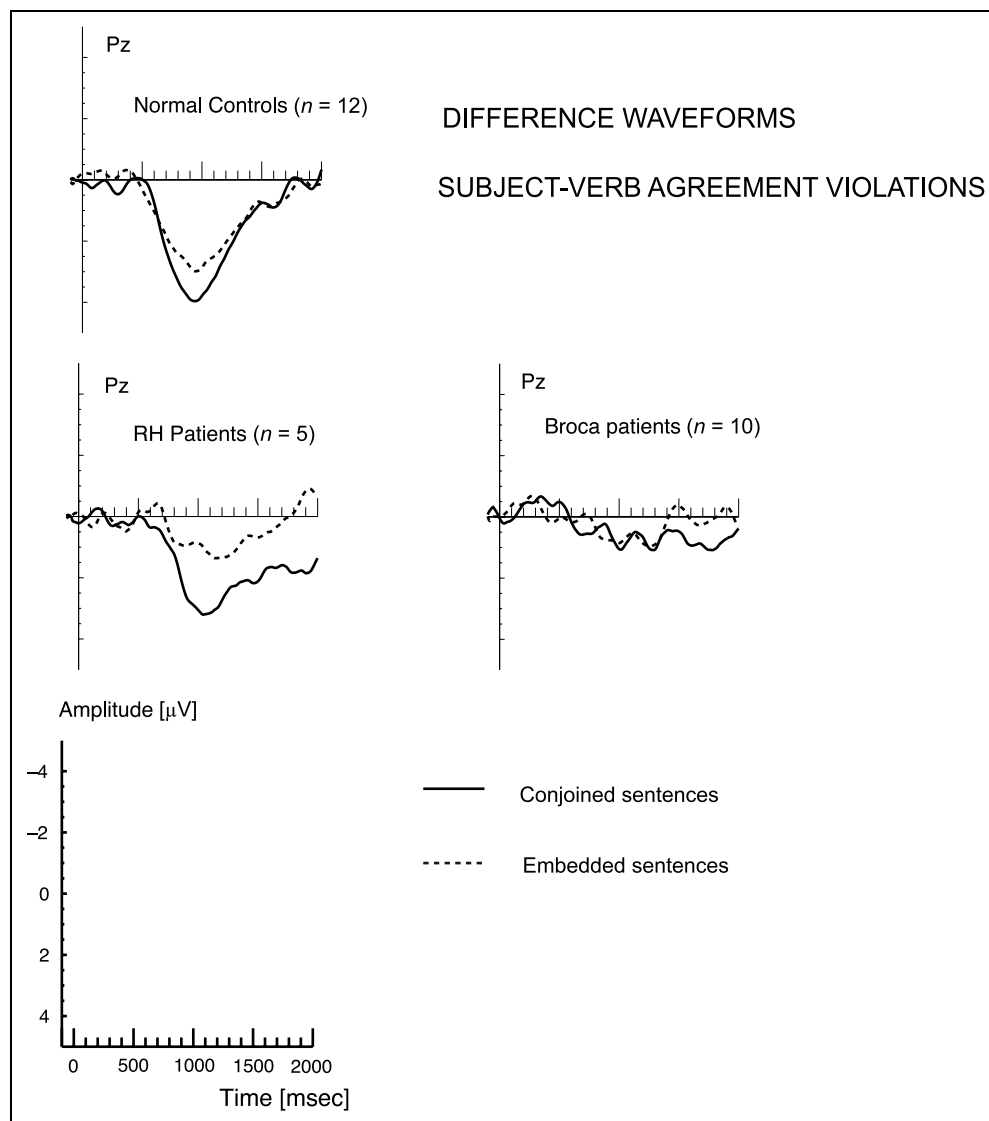 Pz
Normal Controls (n = 12)
DIFFERENCE WAVEFORMS
SUBJECT-VERB AGREEMENT VIOLATIONS
Pz
RH Patients (n = 5)
Pz
Broca patients (n = 10)
Amplitude [μV]
–4
–2
0
2
4
0 500 1000 1500 2000
Time [msec]
Conjoined sentences
Embedded sentences